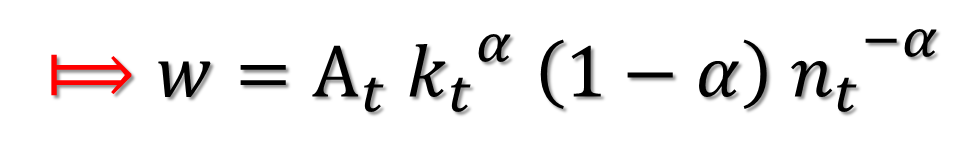 ⟾ w = A_t k_t^α (1 − α) n_t^{−α}